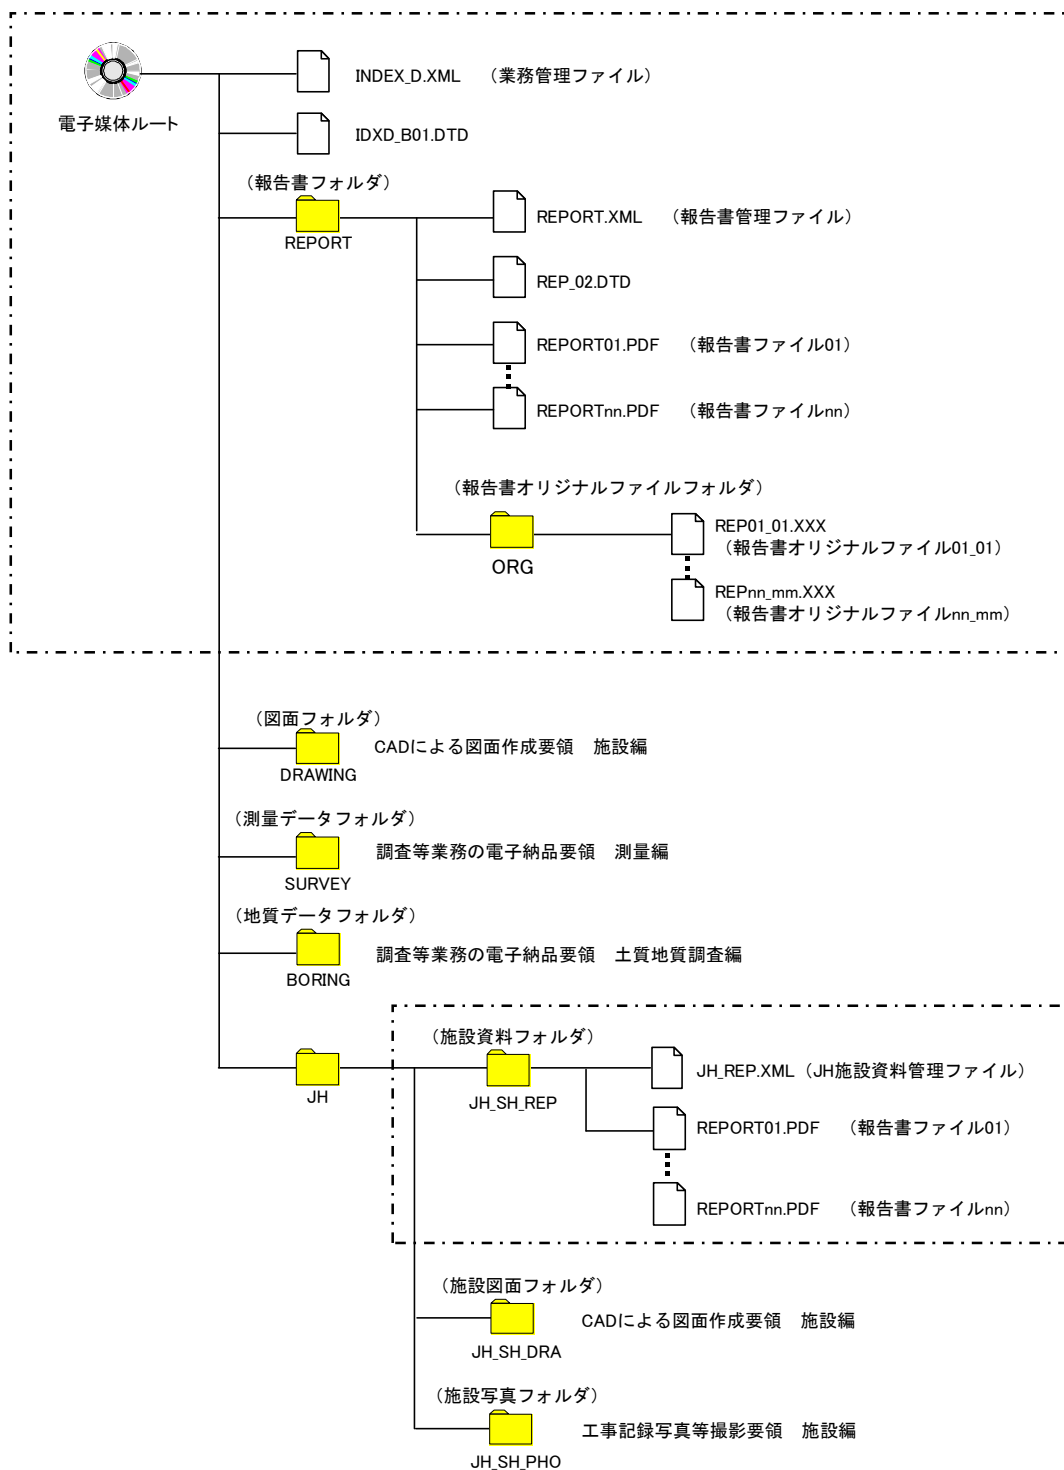 INDEX_D.XML （業務管理ファイル）
電子媒体ルート
IDXD_B01.DTD
（報告書フォルダ）
REPORT
REPORT.XML （報告書管理ファイル）
REP_02.DTD
REPORT01.PDF （報告書ファイル01）
REPORTnn.PDF （報告書ファイルnn）
（報告書オリジナルファイルフォルダ）
ORG
REP01_01.XXX
（報告書オリジナルファイル01_01）
REPnn_mm.XXX
（報告書オリジナルファイルnn_mm）
（図面フォルダ）
DRAWING
CADによる図面作成要領　施設編
（測量データフォルダ）
SURVEY
調査等業務の電子納品要領　測量編
（地質データフォルダ）
BORING
調査等業務の電子納品要領　土質地質調査編
JH
（施設資料フォルダ）
JH_SH_REP
JH_REP.XML（JH施設資料管理ファイル）
REPORT01.PDF （報告書ファイル01）
REPORTnn.PDF （報告書ファイルnn）
（施設図面フォルダ）
JH_SH_DRA
CADによる図面作成要領　施設編
（施設写真フォルダ）
JH_SH_PHO
工事記録写真等撮影要領　施設編